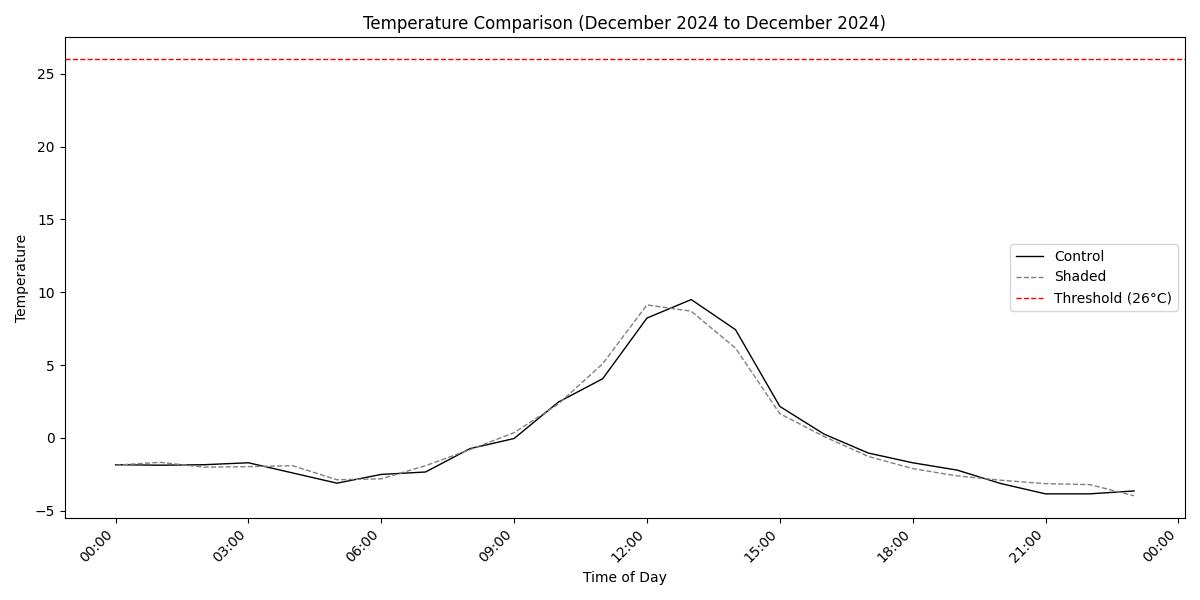 Temperature Comparison (December 2024 to December 2024)
25
20
15
10
5
0
−5
Temperature
Control
Shaded
Threshold (26°C)
00:00
03:00
06:00
09:00
12:00
15:00
18:00
21:00
00:00
Time of Day